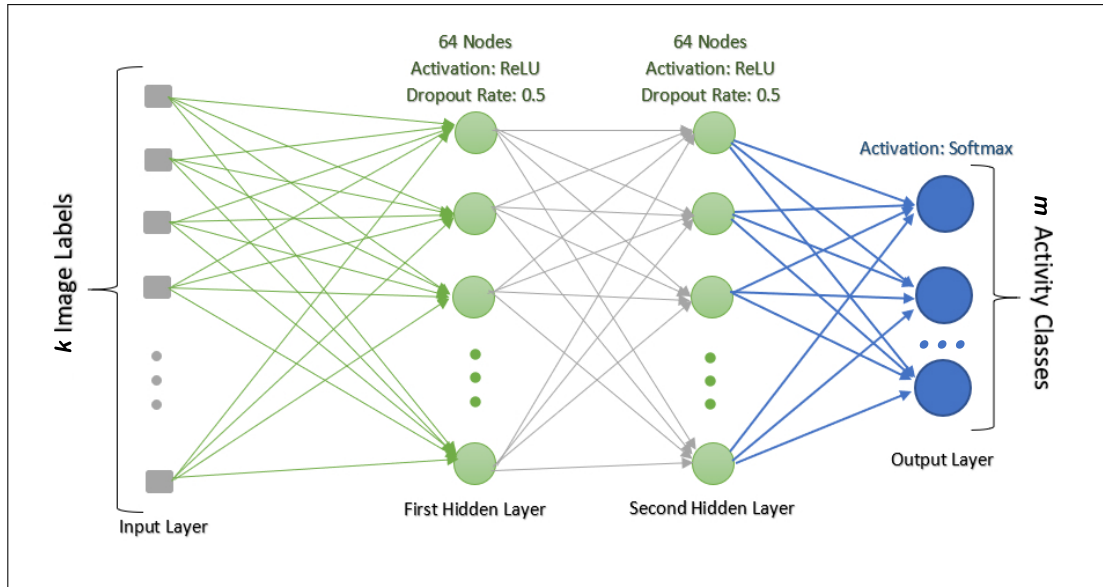 64 Nodes
Activation: ReLU
Dropout Rate: 0.5
64 Nodes
Activation: ReLU
Dropout Rate: 0.5
Activation: Softmax
k Image Labels
m Activity Classes
Input Layer
First Hidden Layer
Second Hidden Layer
Output Layer